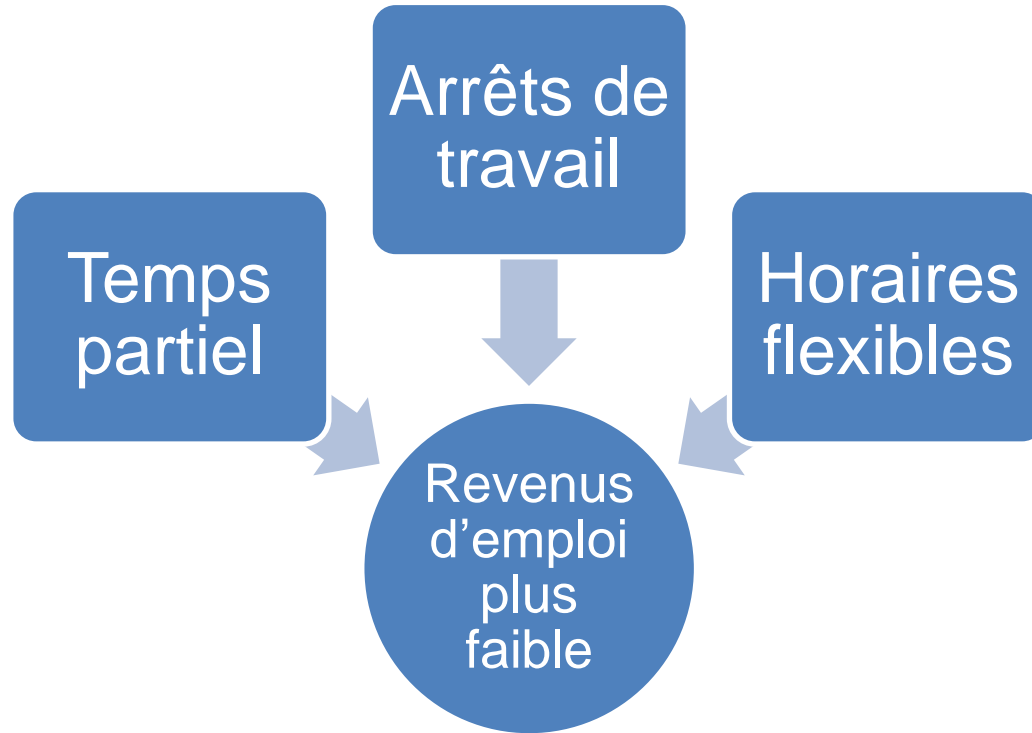 Arrêts de
travail
Temps
partiel
Horaires
flexibles
Revenus
d’emploi
plus
faible